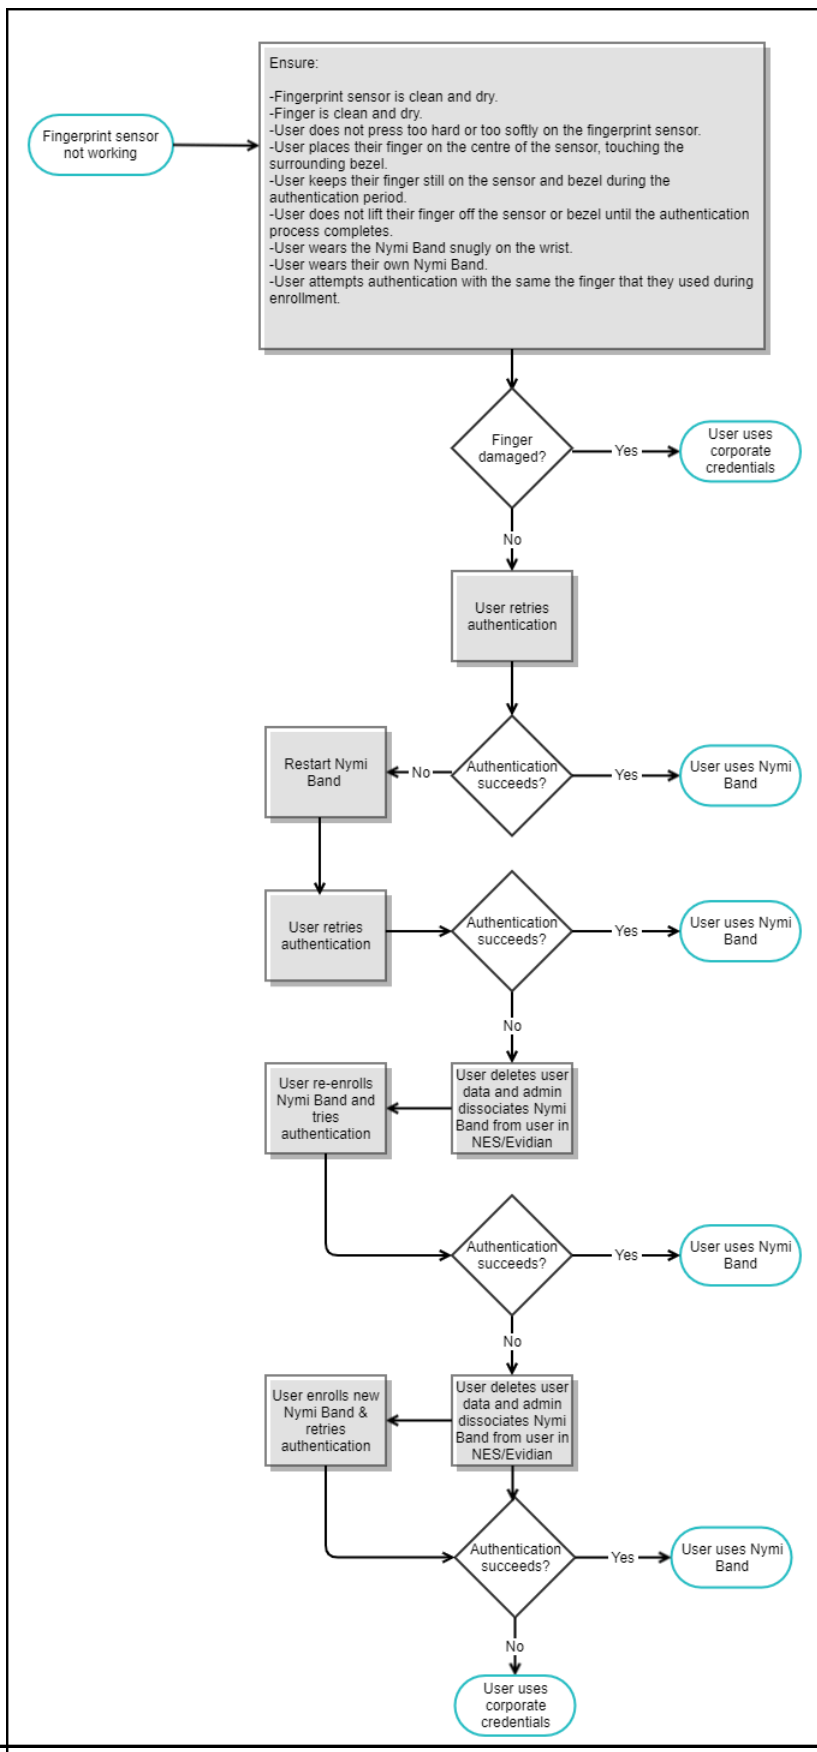 Fingerprint sensor
not working
Ensure:
-Fingerprint sensor is clean and dry.
-Finger is clean and dry.
-User does not press too hard or too softly on the fingerprint sensor.
-User places their finger on the centre of the sensor, touching the
surrounding bezel.
-User keeps their finger still on the sensor and bezel during the
authentication period.
-User does not lift their finger off the sensor or bezel until the authentication
process completes.
-User wears the Nymi Band snugly on the wrist.
-User wears their own Nymi Band.
-User attempts authentication with the same the finger that they used during
enrollment.
Finger
damaged?
Yes
User uses
corporate
credentials
No
User retries
authentication
Authentication
succeeds?
Yes
User uses Nymi
Band
No
Restart Nymi
Band
User retries
authentication
Authentication
succeeds?
Yes
User uses Nymi
Band
No
User deletes user
data and admin
dissociates Nymi
Band from user in
NES/Evidian
User re-enrolls
Nymi Band and
tries
authentication
Authentication
succeeds?
Yes
User uses Nymi
Band
No
User deletes user
data and admin
dissociates Nymi
Band from user in
NES/Evidian
User enrolls new
Nymi Band &
retries
authentication
Authentication
succeeds?
Yes
User uses Nymi
Band
No
User uses
corporate
credentials